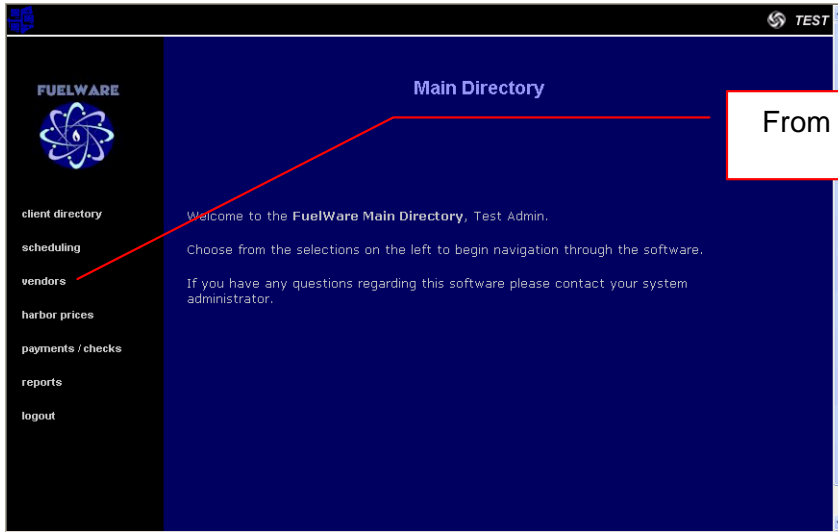 TEST
FUELWARE
Main Directory
From
client directory
Welcome to the FuelWare Main Directory, Test Admin.
scheduling
Choose from the selections on the left to begin navigation through the software.
vendors
If you have any questions regarding this software please contact your system
administrator.
harbor prices
payments / checks
reports
logout